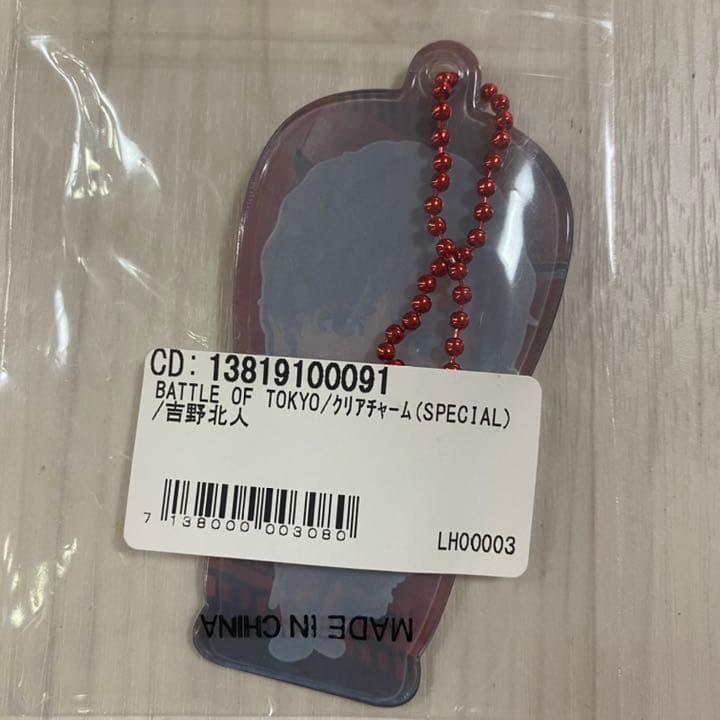 CD: 13819100091
BATTLE OF TOKYO/クリアチャーム(SPECIAL)
/吉野北人
7 138000 003080
LH00003
MADE IN CHINA